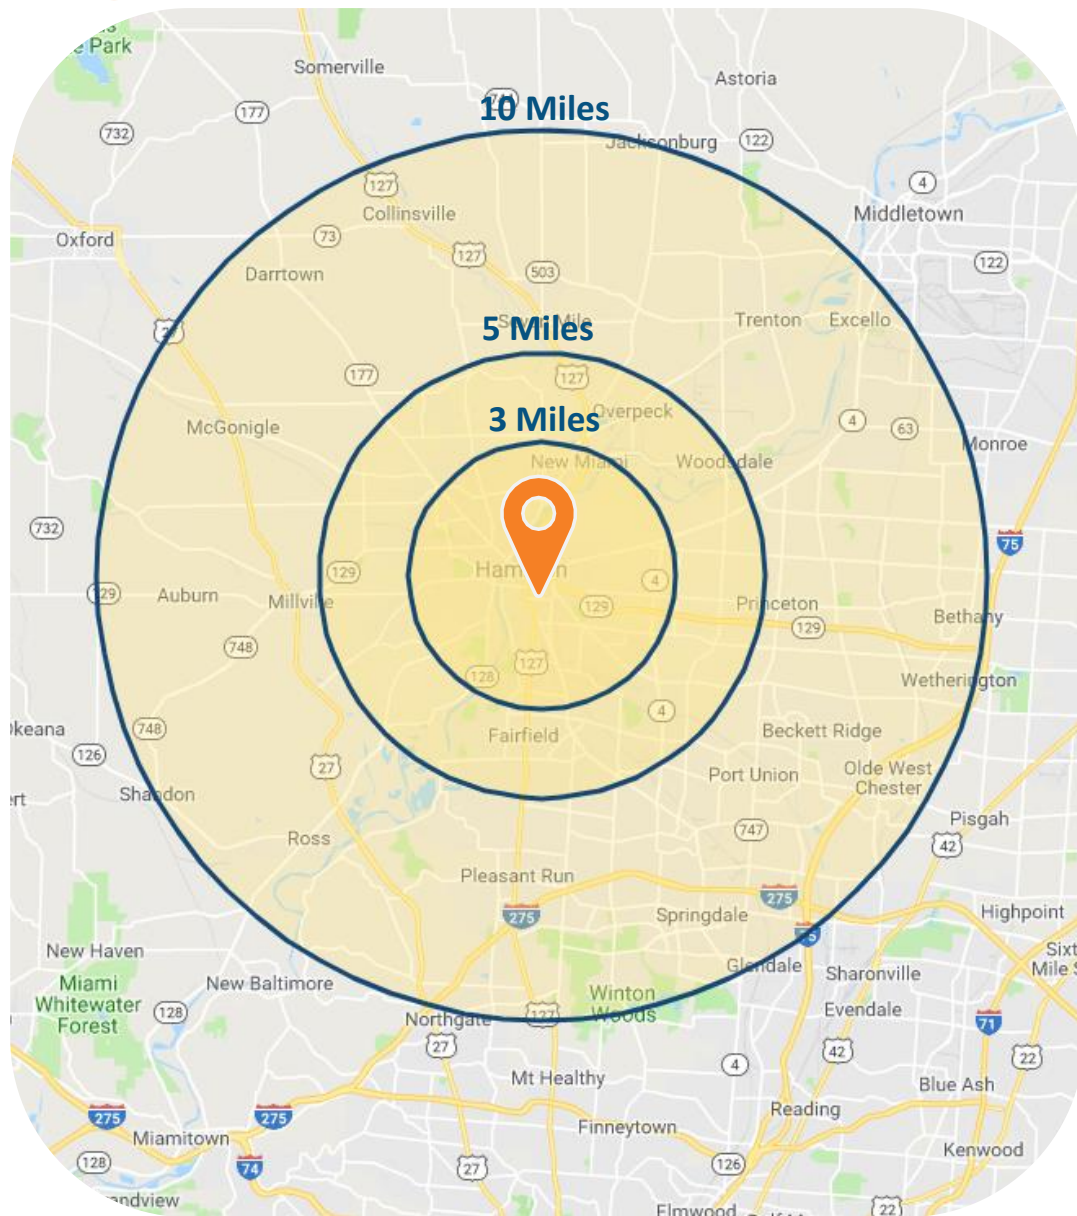 e Park
Somerville
Astoria
177
10 Miles
732
Jacksonburg
122
127
4
Collinsville
Middletown
Oxford
73
127
122
Darrtown
503
5 Miles
Trenton
Excello
177
127
3 Miles
Overpeck
4
63
McGonigle
Monroe
New Miami
Woodsdale
732
75
129
4
129
Auburn
Millville
129
Princeton
129
Bethany
748
127
128
Wetherington
4
748
keana
Fairfield
Beckett Ridge
126
27
Port Union
Olde West
Chester
ert
Shandon
Pisgah
747
42
Ross
Pleasant Run
275
275
Springdale
Highpoint
New Haven
Sixt
Mile S
Glendale
Sharonville
Miami
Whitewater
Forest
New Baltimore
Winton
Woods
128
Evendale
Northgate
127
71
27
42
22
4
Mt Healthy
Blue Ash
275
275
Reading
Finneytown
Miamitown
Kenwood
128
74
27
126
andview
22
Elmwood